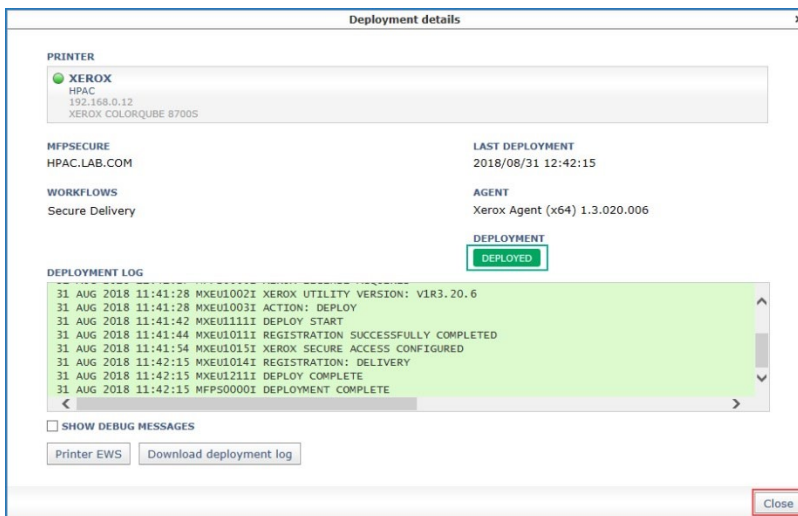 Deployment details
PRINTER
XEROX
HPAC
192.168.0.12
XEROX COLORQUBE 8700S
MFPSECURE
HPAC.LAB.COM
LAST DEPLOYMENT
2018/08/31 12:42:15
WORKFLOWS
Secure Delivery
AGENT
Xerox Agent (x64) 1.3.020.006
DEPLOYMENT
DEPLOYED
DEPLOYMENT LOG
31 AUG 2018 11:41:28 MXEU1002I XEROX UTILITY VERSION: V1R3.20.6
31 AUG 2018 11:41:28 MXEU1003I ACTION: DEPLOY
31 AUG 2018 11:41:42 MXEU1111I DEPLOY START
31 AUG 2018 11:41:44 MXEU1011I REGISTRATION SUCCESSFULLY COMPLETED
31 AUG 2018 11:41:54 MXEU1015I XEROX SECURE ACCESS CONFIGURED
31 AUG 2018 11:42:15 MXEU1014I REGISTRATION: DELIVERY
31 AUG 2018 11:42:15 MXEU1211I DEPLOY COMPLETE
31 AUG 2018 11:42:15 MFPS0000I DEPLOYMENT COMPLETE
SHOW DEBUG MESSAGES
Printer EWS
Download deployment log
Close